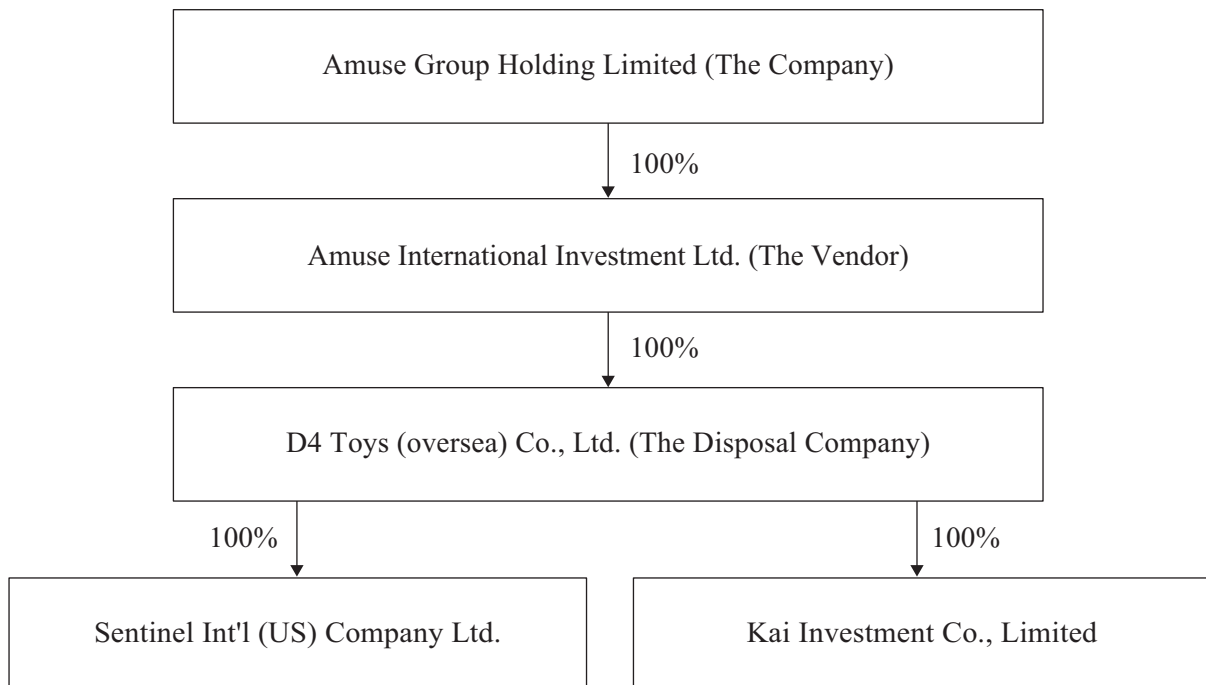 Amuse Group Holding Limited (The Company)
100%
Amuse International Investment Ltd. (The Vendor)
100%
D4 Toys (oversea) Co., Ltd. (The Disposal Company)
100%
100%
Sentinel Int'l (US) Company Ltd.
Kai Investment Co., Limited